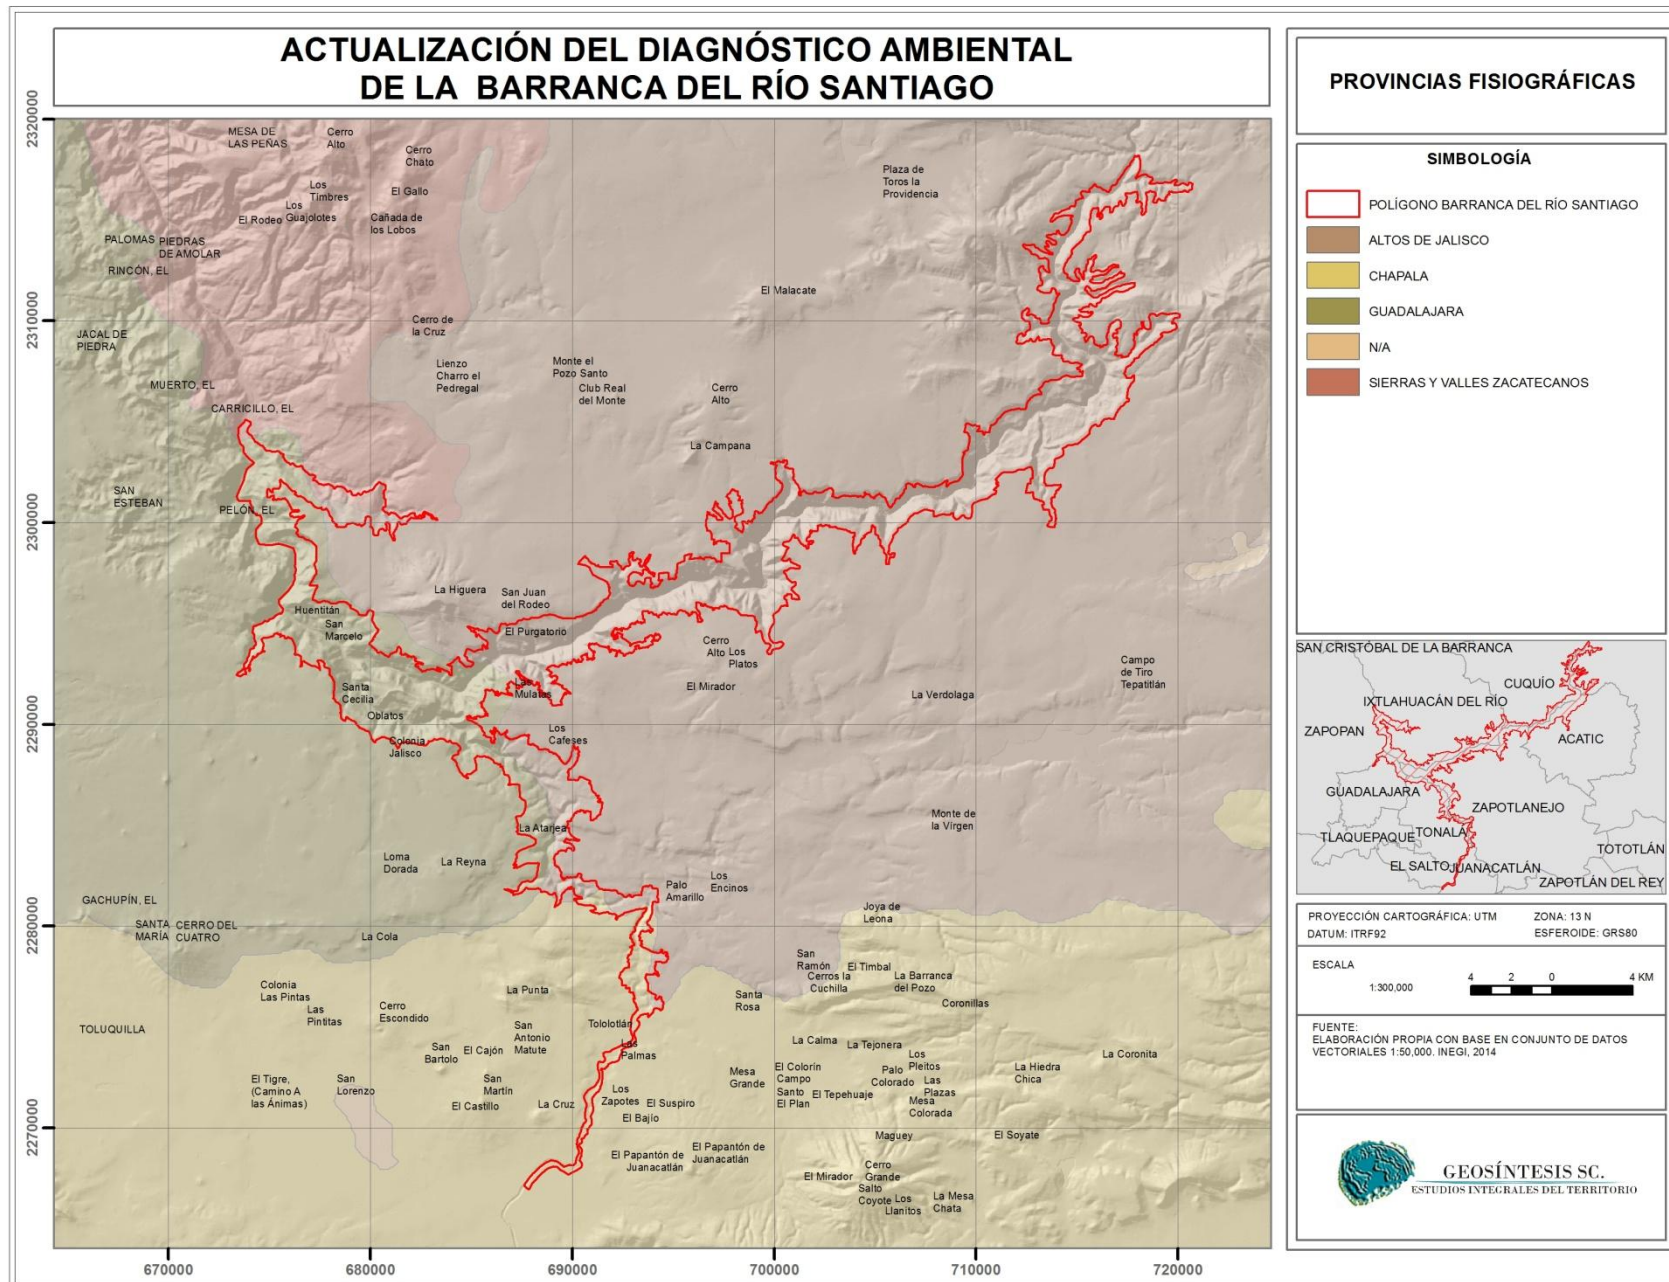 ACTUALIZACIÓN DEL DIAGNÓSTICO AMBIENTAL
DE LA BARRANCA DEL RÍO SANTIAGO
PROVINCIAS FISIOGRÁFICAS
SIMBOLOGÍA
POLÍGONO BARRANCA DEL RÍO SANTIAGO
ALTOS DE JALISCO
CHAPALA
GUADALAJARA
N/A
SIERRAS Y VALLES ZACATECANOS
2320000
2310000
2300000
2290000
2280000
2270000
MESA DE
LAS PEÑAS
Cerro
Alto
Cerro
Chato
Los
Timbres
El Gallo
Los
Guajolotes
El Rodeo
Cañada de
los Lobos
PALOMAS
PIEDRAS
DE AMOLAR
RINCÓN, EL
Plaza de
Toros la
Providencia
El Malacate
Cerro de
la Cruz
JACAL DE
PIEDRA
Lienzo
Charro el
Pedregal
Monte el
Pozo Santo
Club Real
del Monte
Cerro
Alto
MUERTO, EL
CARRICILLO, EL
La Campana
SAN
ESTEBAN
PELÓN, EL
La Higuera
San Juan
del Rodeo
Huentitán
San
Marcelo
El Purgatorio
Cerro
Alto
Los
Platos
El Mirador
Campo
de Tiro
Tepatitlán
La Verdolaga
Santa
Cecilia
Las
Mulatas
Oblatos
Colonia
Jalisco
Los
Cafeses
La Atarjea
Monte de
la Vírgen
Loma
Dorada
La Reyna
Palo
Amarillo
Los
Encinos
GACHUPÍN, EL
SANTA
MARÍA
CERRO DEL
CUATRO
La Cola
Joya de
Leona
San
Ramón
Cerros la
Cuchilla
El Timbal
La Barranca
del Pozo
Coronillas
Colonia
Las Pintas
Las
Pintitas
Cerro
Escondido
La Punta
Santa
Rosa
TOLUQUILLA
San
Antonio
Matute
Tololotlán
Las
Palmas
San
Bartolo
El Cajón
La Calma
La Tejonera
Los
Pleitos
La Coronita
La Hiedra
Chica
Mesa
Grande
El Colorín
Campo
Santo
El Plan
Palo
Colorado
Las
Plazas
El Tepehuaje
Mesa
Colorada
El Tigre,
(Camino A
las Ánimas)
San
Lorenzo
San
Martín
El Castillo
La Cruz
Los
Zapotes
El Suspiro
El Bajío
Maguey
El Soyate
El Papantón de
Juanacatlán
El Papantón de
Juanacatlán
El Mirador
Cerro
Grande
Salto
Coyote
Los
Llanitos
La Mesa
Chata
670000
680000
690000
700000
710000
720000
SAN CRISTÓBAL DE LA BARRANCA
CUQUÍO
IXTLAHUACÁN DEL RÍO
ZAPOPAN
ACATIC
GUADALAJARA
ZAPOTLANEJO
TLAQUEPAQUE
TONALÁ
TOTOTLÁN
EL SALTO
JUANACATLÁN
ZAPOTLÁN DEL REY
PROYECCIÓN CARTOGRÁFICA: UTM ZONA: 13 N
DATUM: ITRF92 ESFEROIDE: GRS80
ESCALA
1:300,000
4 2 0 4 KM
FUENTE:
ELABORACIÓN PROPIA CON BASE EN CONJUNTO DE DATOS
VECTORIALES 1:50,000. INEGI, 2014
GEOSÍNTESIS SC.
ESTUDIOS INTEGRALES DEL TERRITORIO